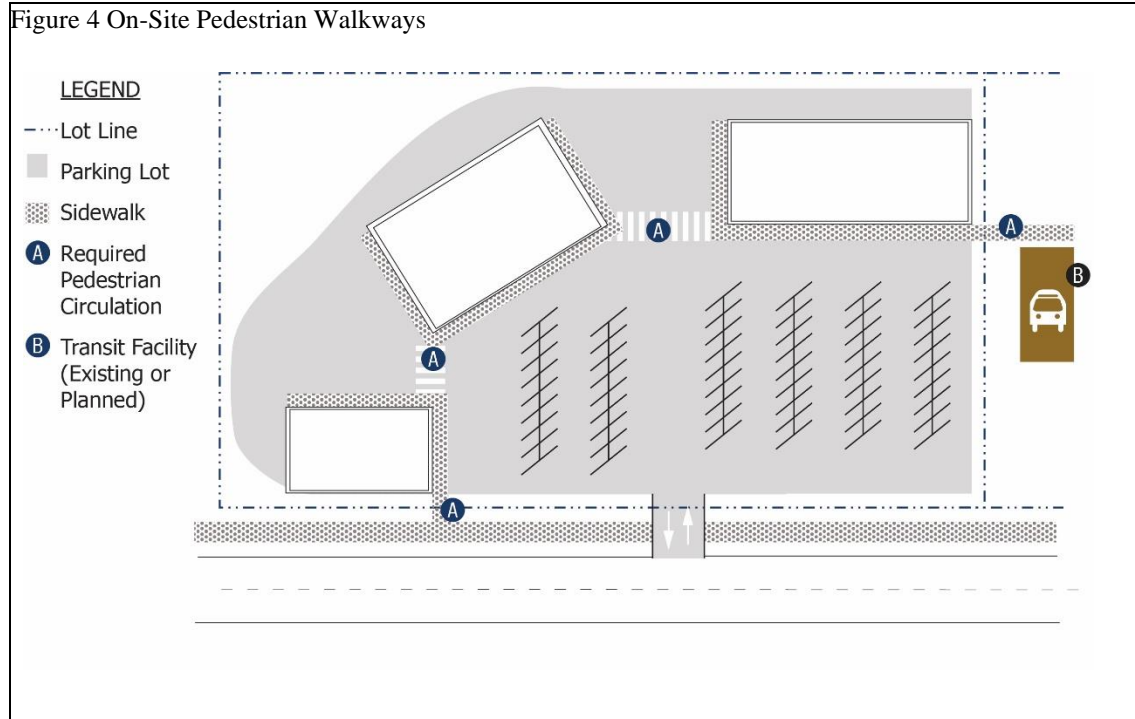 Figure 4 On-Site Pedestrian Walkways
LEGEND
Lot Line
Parking Lot
Sidewalk
A Required
Pedestrian
Circulation
B Transit Facility
(Existing or
Planned)
A
A
B
A
A